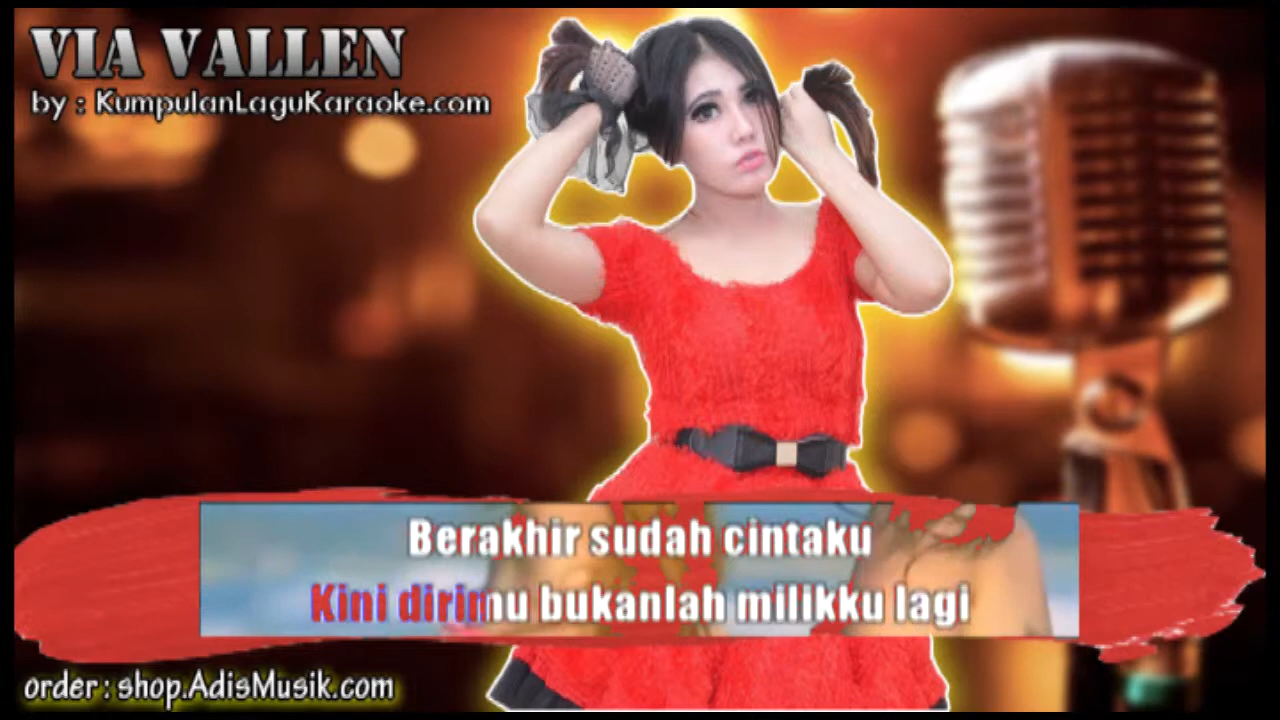 VIA VALLEN
by : KumpulanLaguKaraoke.com
Berakhir sudah cintaku
Kini dirimu bukanlah milikku lagi
order : shop.AdisMusik.com